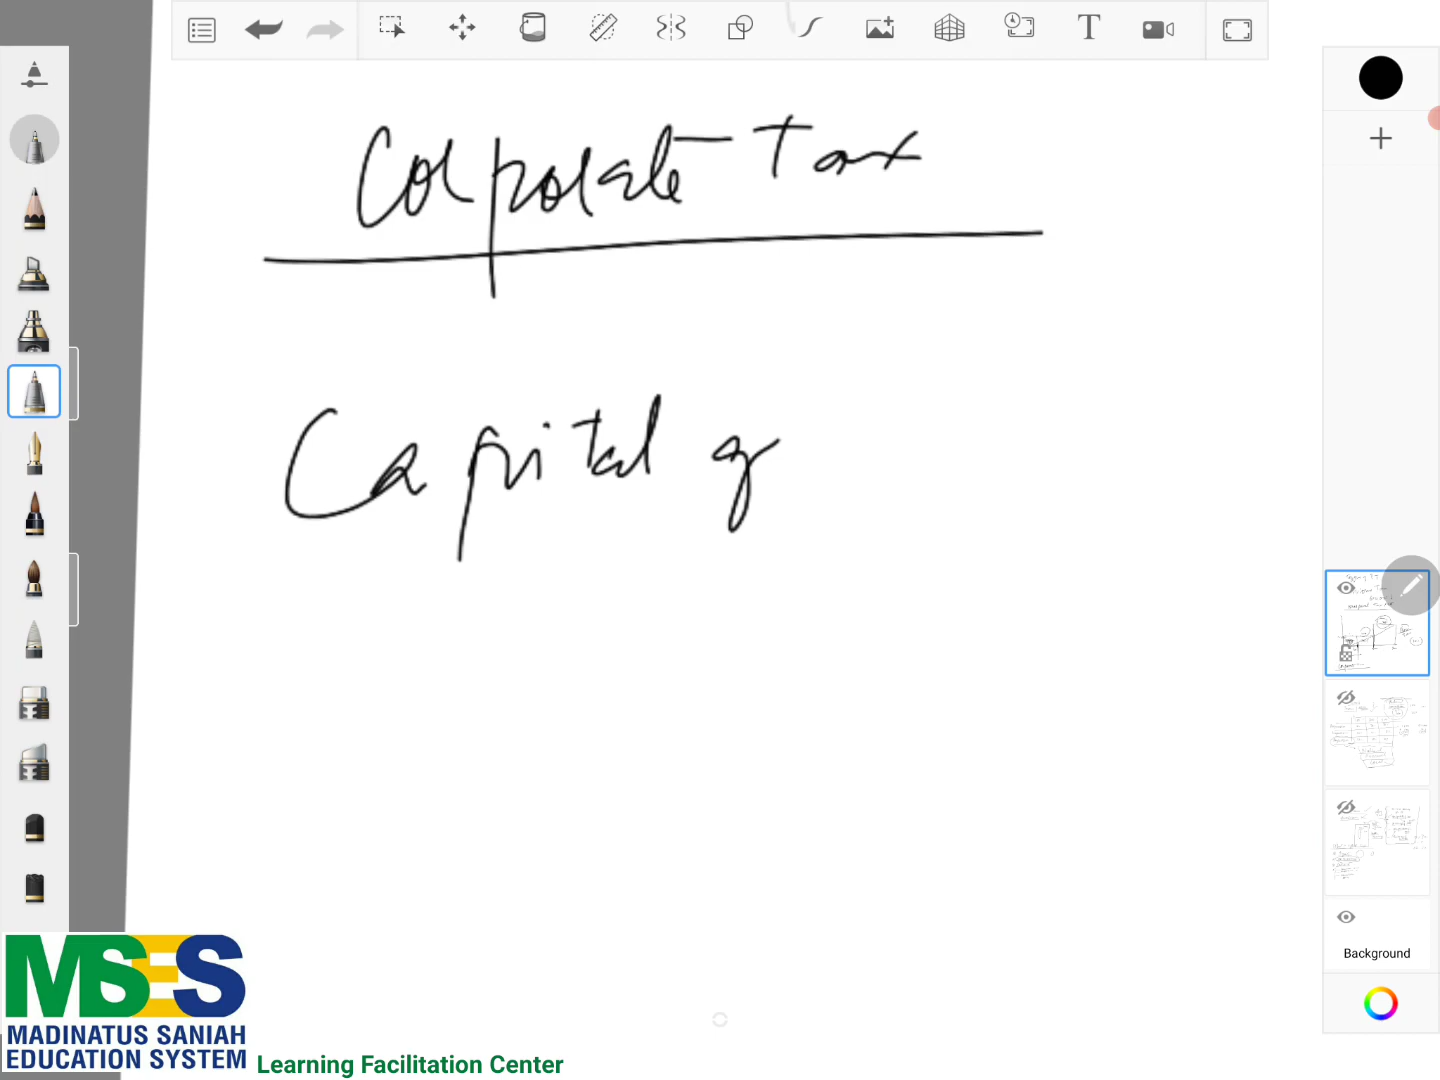 T
Corporate Tax
Capital g
Background
MSES
MADINATUS SANIAH
EDUCATION SYSTEM
Learning Facilitation Center